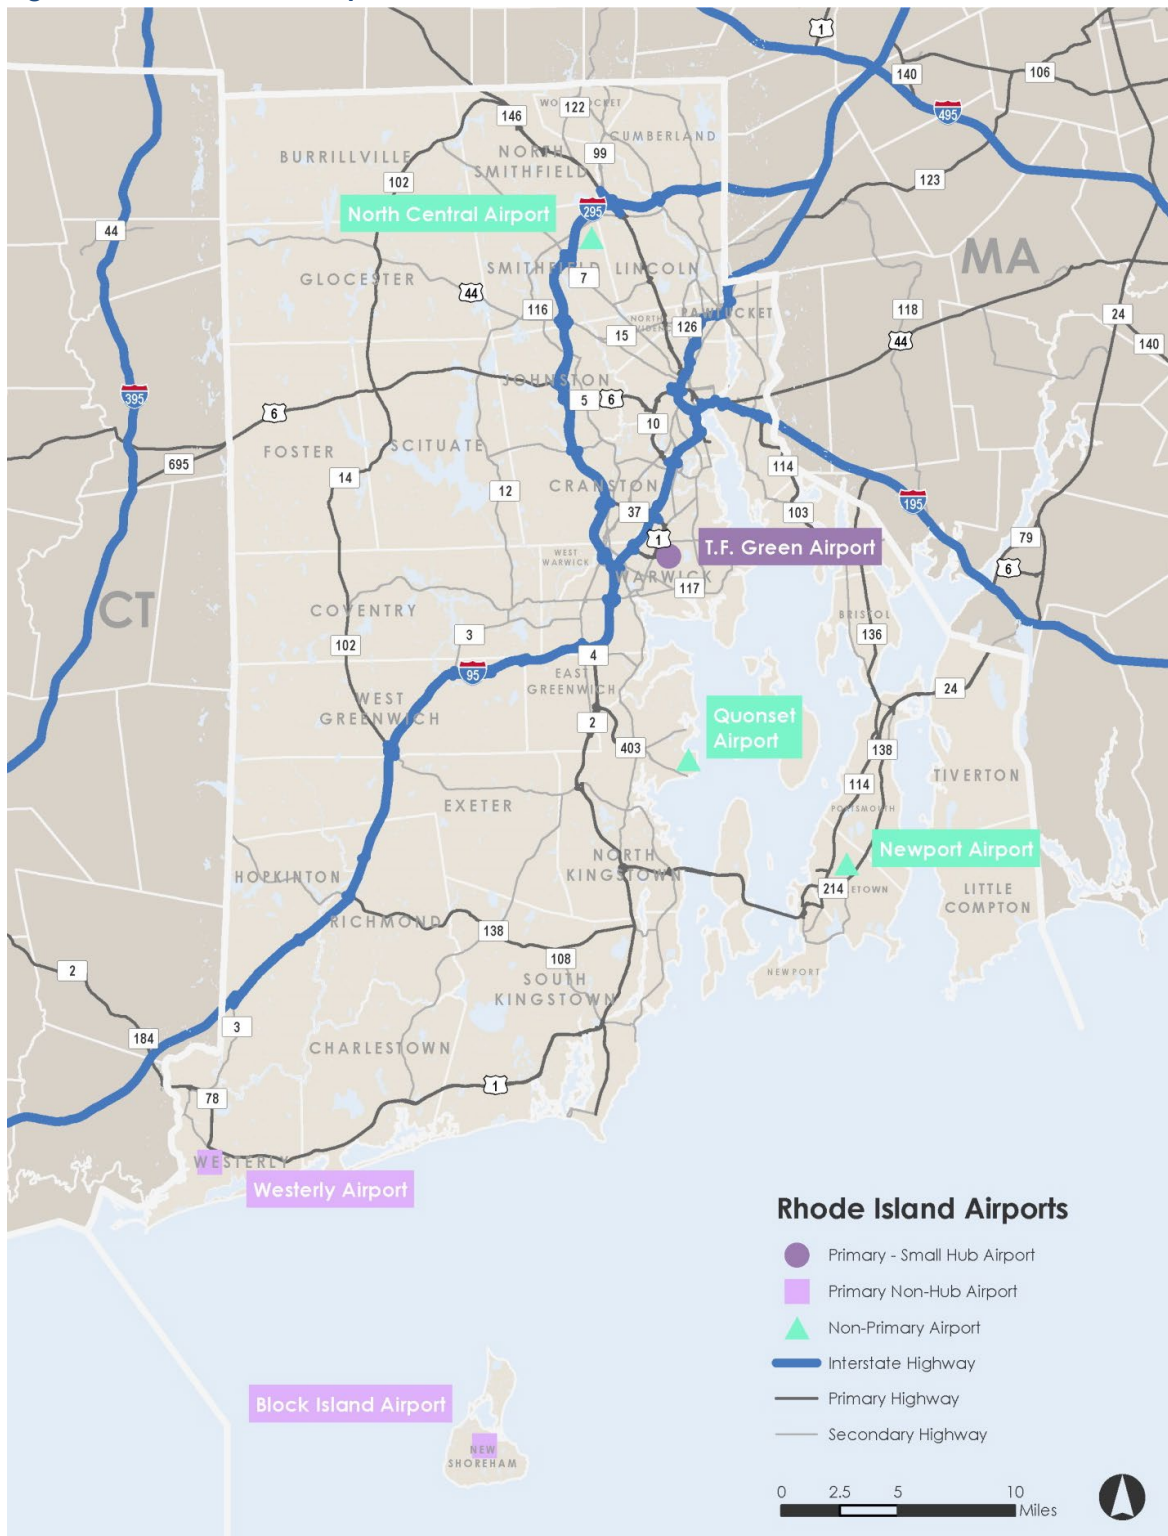 1
106
140
495
146
WOONSOCKET
122
CUMBERLAND
BURRILLVILLE
NORTH
SMITHFIELD
99
102
123
North Central Airport
295
44
MA
SMITHFIELD
LINCOLN
GLOCESTER
7
44
116
118
PAWTUCKET
24
NORTH
126
15
44
140
JOHNSTON
395
6
5
6
10
FOSTER
SCITUATE
695
114
14
CRANSTON
12
195
37
103
79
1
T.F. Green Airport
WEST
WARWICK
6
WARWICK
117
CT
COVENTRY
BRISTOL
3
136
102
4
95
EAST
GREENWICH
24
WEST
GREENWICH
Quonset
Airport
2
403
138
TIVERTON
114
EXETER
PORTSMOUTH
NORTH
KINGSTOWN
Newport Airport
HOPKINTON
214
ETOWN
LITTLE
COMPTON
RICHMOND
138
108
2
NEWPORT
SOUTH
KINGSTOWN
3
184
CHARLESTOWN
1
78
WESTERLY
Westerly Airport
Rhode Island Airports
Primary - Small Hub Airport
Primary Non-Hub Airport
Non-Primary Airport
Interstate Highway
Primary Highway
Secondary Highway
Block Island Airport
NEW
SHOREHAM
0 2.5 5 10
Miles